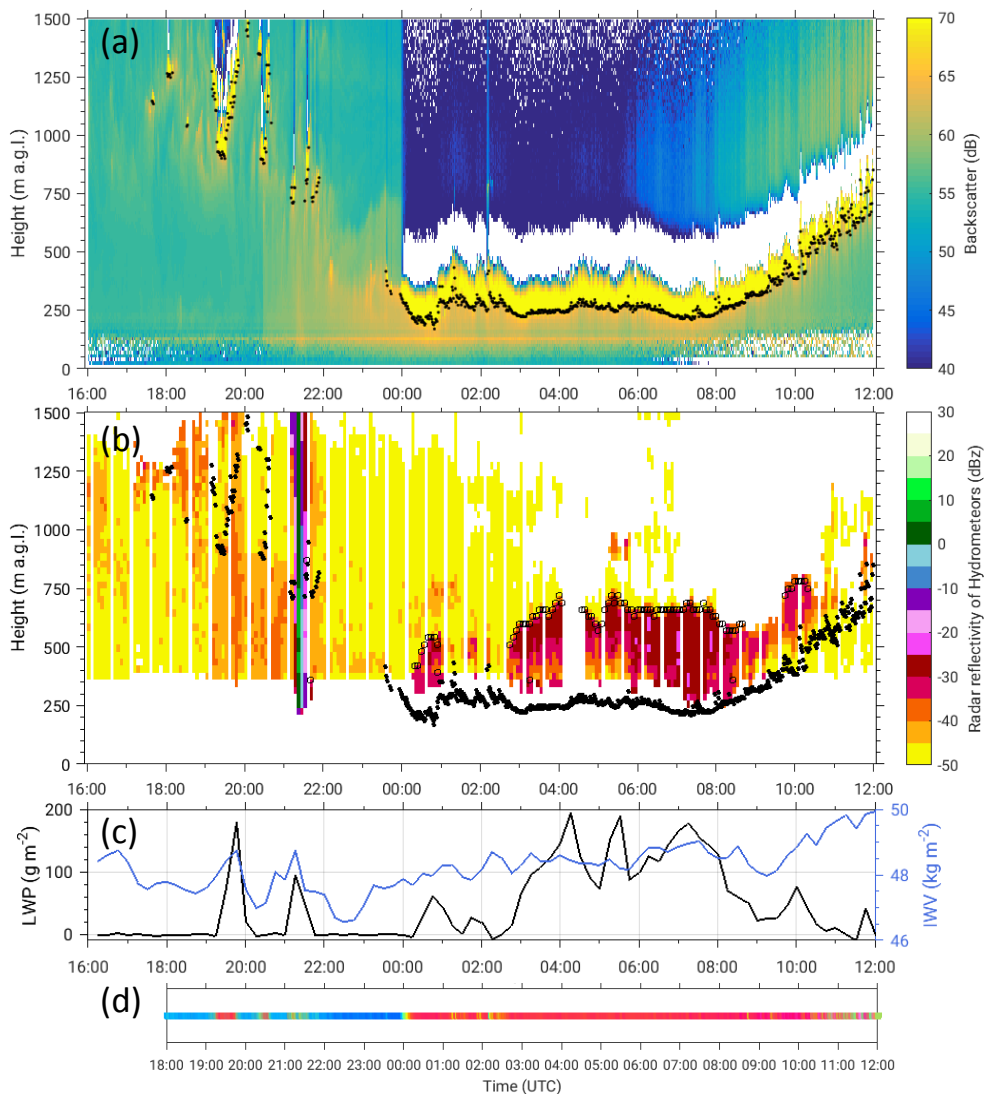 (a)
1500
1250
1000
750
500
250
0
Height (m a.g.l.)
16:00 18:00 20:00 22:00 00:00 02:00 04:00 06:00 08:00 10:00 12:00
70
65
60
55
50
45
40
Backscatter (dB)
(b)
1500
1250
1000
750
500
250
0
Height (m a.g.l.)
16:00 18:00 20:00 22:00 00:00 02:00 04:00 06:00 08:00 10:00 12:00
30
20
10
0
-10
-20
-30
-40
-50
Radar reflectivity of Hydrometeors (dBz)
(c)
200
100
0
LWP (g m⁻²)
50
48
46
IWV (kg m⁻²)
16:00 18:00 20:00 22:00 00:00 02:00 04:00 06:00 08:00 10:00 12:00
(d)
18:00 19:00 20:00 21:00 22:00 23:00 00:00 01:00 02:00 03:00 04:00 05:00 06:00 07:00 08:00 09:00 10:00 11:00 12:00
Time (UTC)